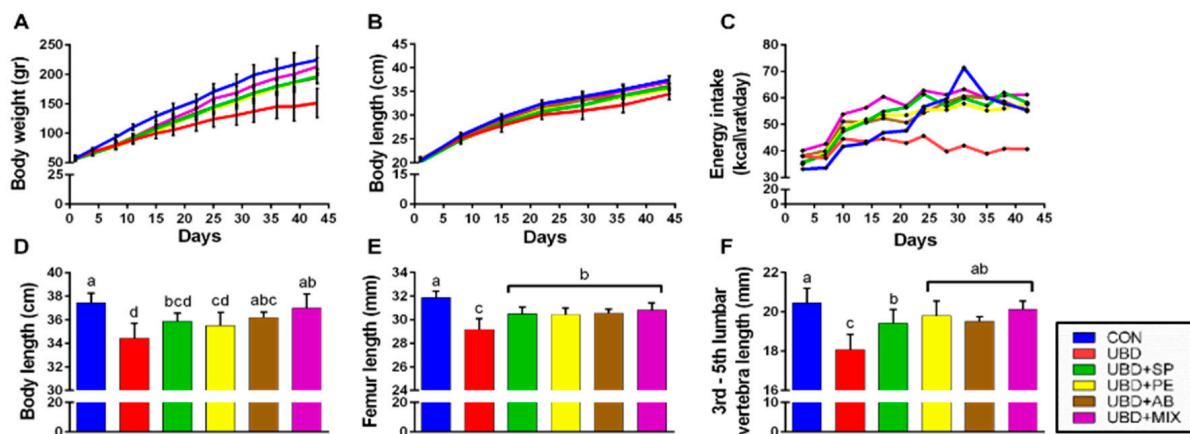 A
Body weight (gr)
250
200
150
100
50
25
0
0 5 10 15 20 25 30 35 40 45
Days
B
Body length (cm)
45
40
35
30
25
20
15
0
0 5 10 15 20 25 30 35 40 45
Days
C
Energy intake
(kcal\rat\day)
80
70
60
50
40
30
20
0
0 5 10 15 20 25 30 35 40 45
Days
D
Body length (cm)
40
38
36
34
32
30
20
0
a d bcd cd abc ab
E
Femur length (mm)
34
32
30
28
26
24
20
0
a c b
F
3rd - 5th lumbar
vertebra length (mm)
22
20
18
16
10
0
a c b ab
CON
UBD
UBD+SP
UBD+PE
UBD+AB
UBD+MIX